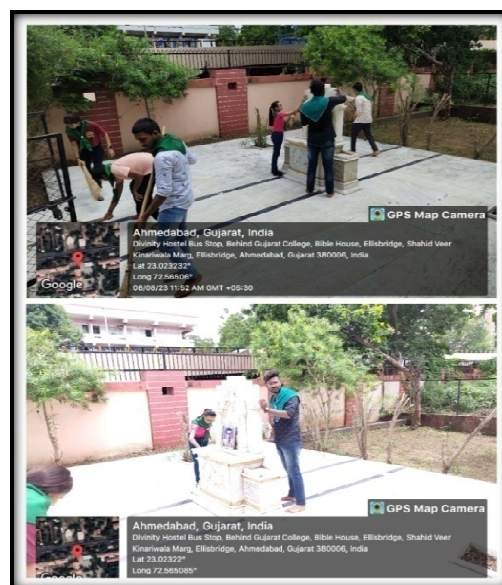 GPS Map Camera
Ahmedabad, Gujarat, India
Divinity Hostel Bus Stop, Behind Gujarat College, Bible House, Ellisbridge, Shahid Veer
Kinariwala Marg, Ellisbridge, Ahmedabad, Gujarat 380006, India
Lat 23.023232°
Long 72.56506°
08/08/23 11:52 AM GMT +05:30
Google
GPS Map Camera
Ahmedabad, Gujarat, India
Divinity Hostel Bus Stop, Behind Gujarat College, Bible House, Ellisbridge, Shahid Veer
Kinariwala Marg, Ellisbridge, Ahmedabad, Gujarat 380006, India
Lat 23.02322°
Long 72.565085°
Google